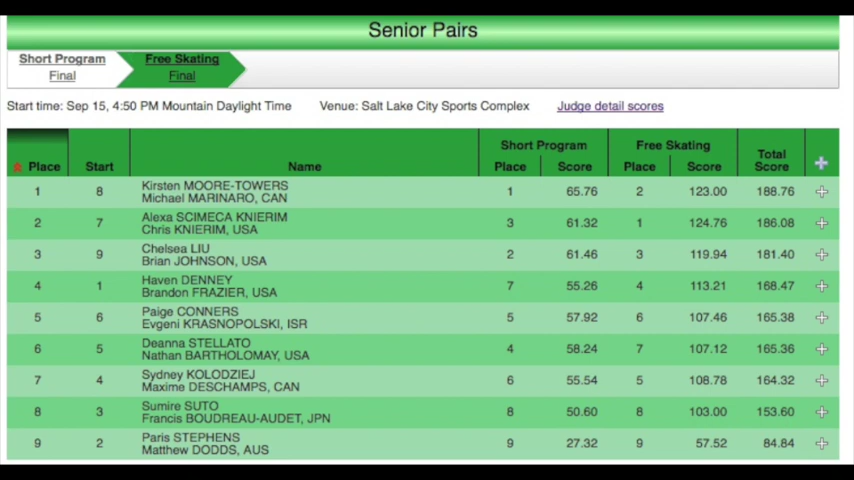 Senior Pairs
Short Program Free Skating
Final Final
Start time: Sep 15, 4:50 PM Mountain Daylight Time Venue: Salt Lake City Sports Complex Judge detail scores
Short Program Free Skating Total
Place Start Name Place Score Place Score Score
1 8 Kirsten MOORE-TOWERS 1 65.76 2 123.00 188.76
Michael MARINARO, CAN
2 7 Alexa SCIMECA KNIERIM 3 61.32 1 124.76 186.08
Chris KNIERIM, USA
3 9 Chelsea LIU 2 61.46 3 119.94 181.40
Brian JOHNSON, USA
4 1 Haven DENNEY 7 55.26 4 113.21 168.47
Brandon FRAZIER, USA
5 6 Paige CONNERS 5 57.92 6 107.46 165.38
Evgeni KRASNOPOLSKI, ISR
6 5 Deanna STELLATO 4 58.24 7 107.12 165.36
Nathan BARTHOLOMAY, USA
7 4 Sydney KOLODZIEJ 6 55.54 5 108.78 164.32
Maxime DESCHAMPS, CAN
8 3 Sumire SUTO 8 50.60 8 103.00 153.60
Francis BOUDREAU-AUDET, JPN
9 2 Paris STEPHENS 9 27.32 9 57.52 84.84
Matthew DODDS, AUS